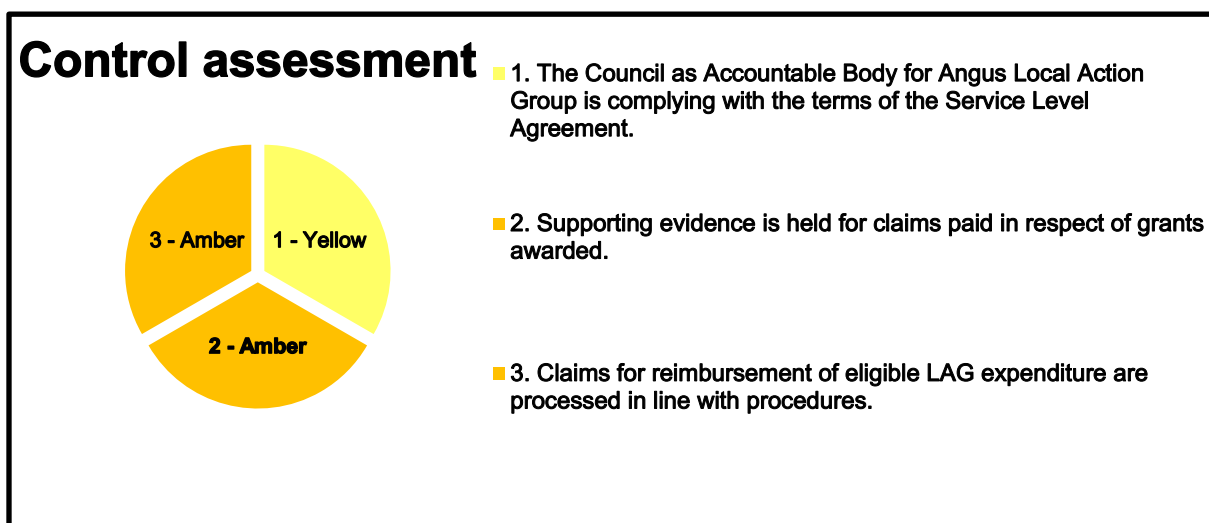 Control assessment
3 - Amber
1 - Yellow
2 - Amber
1. The Council as Accountable Body for Angus Local Action
Group is complying with the terms of the Service Level
Agreement.
2. Supporting evidence is held for claims paid in respect of grants
awarded.
3. Claims for reimbursement of eligible LAG expenditure are
processed in line with procedures.